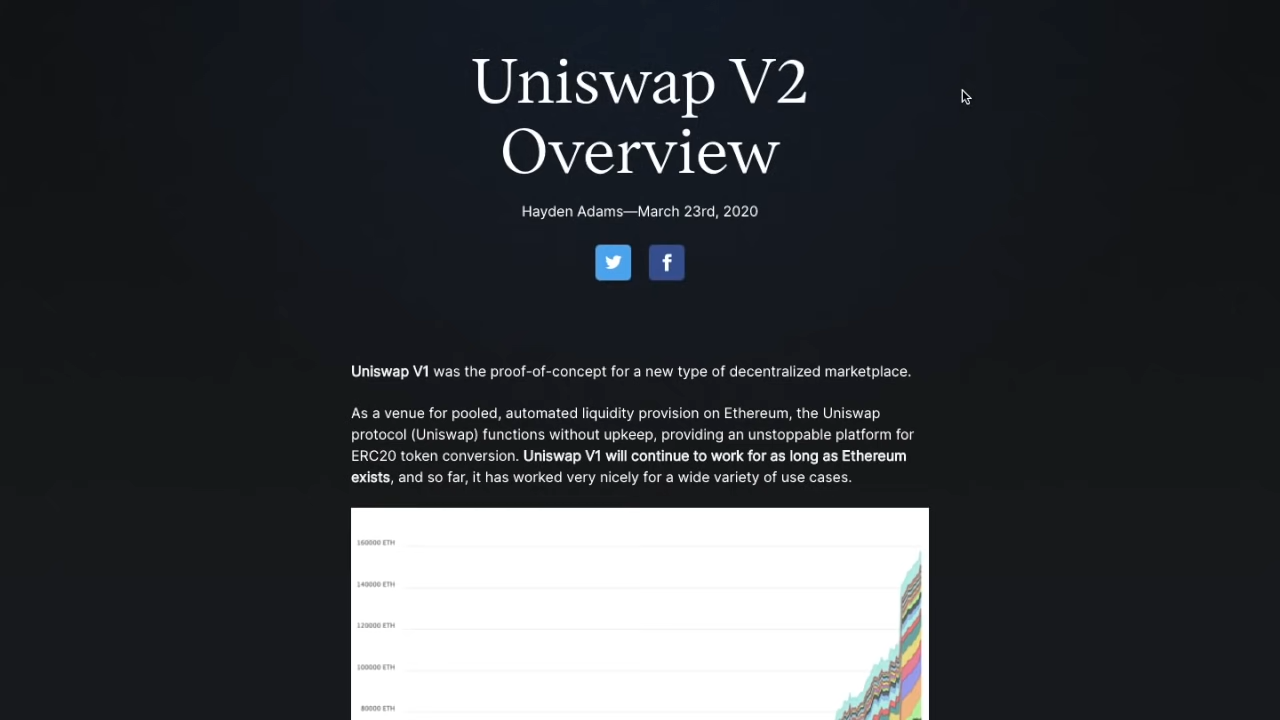 Uniswap V2
Overview
Hayden Adams—March 23rd, 2020
Uniswap V1 was the proof-of-concept for a new type of decentralized marketplace.
As a venue for pooled, automated liquidity provision on Ethereum, the Uniswap
protocol (Uniswap) functions without upkeep, providing an unstoppable platform for
ERC20 token conversion. Uniswap V1 will continue to work for as long as Ethereum
exists, and so far, it has worked very nicely for a wide variety of use cases.
160000 ETH
140000 ETH
120000 ETH
100000 ETH
80000 ETH